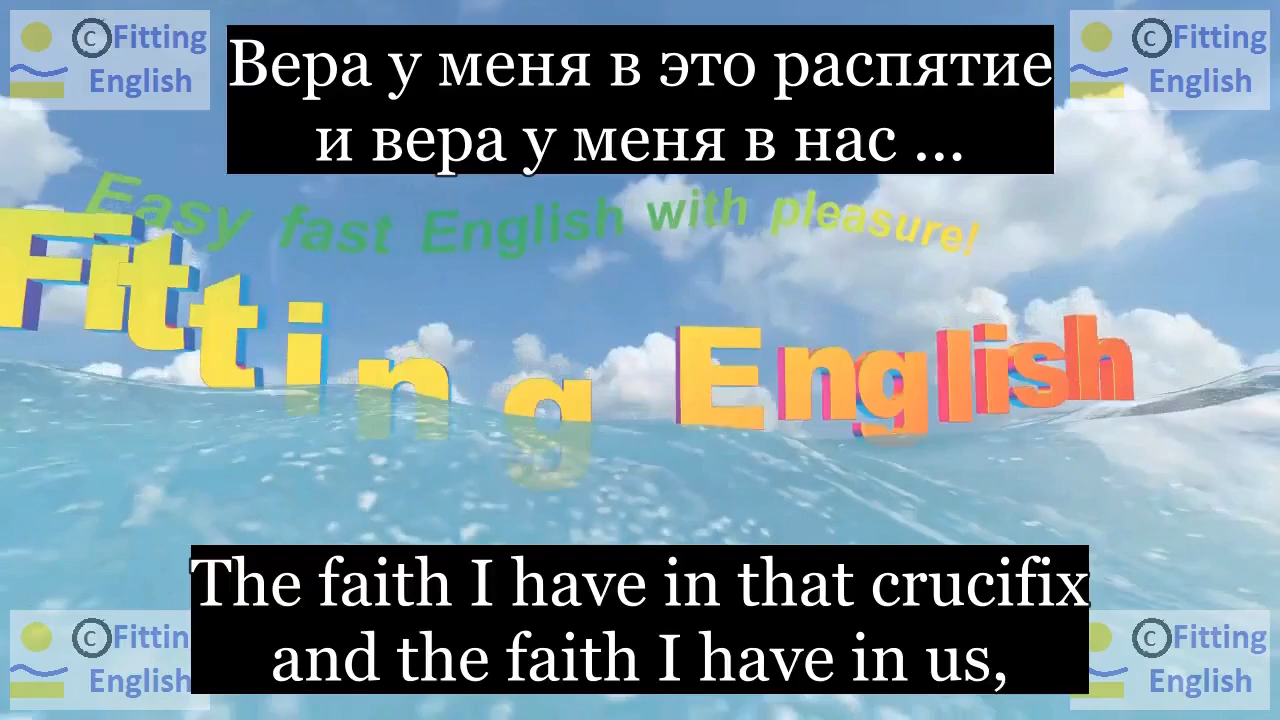 ©Fitting
English
Вера у меня в это распятие
и вера у меня в нас ...
©Fitting
English
Easy fast English with pleasure!
Fitting English
The faith I have in that crucifix
and the faith I have in us,
©Fittin
English
©Fitting
English